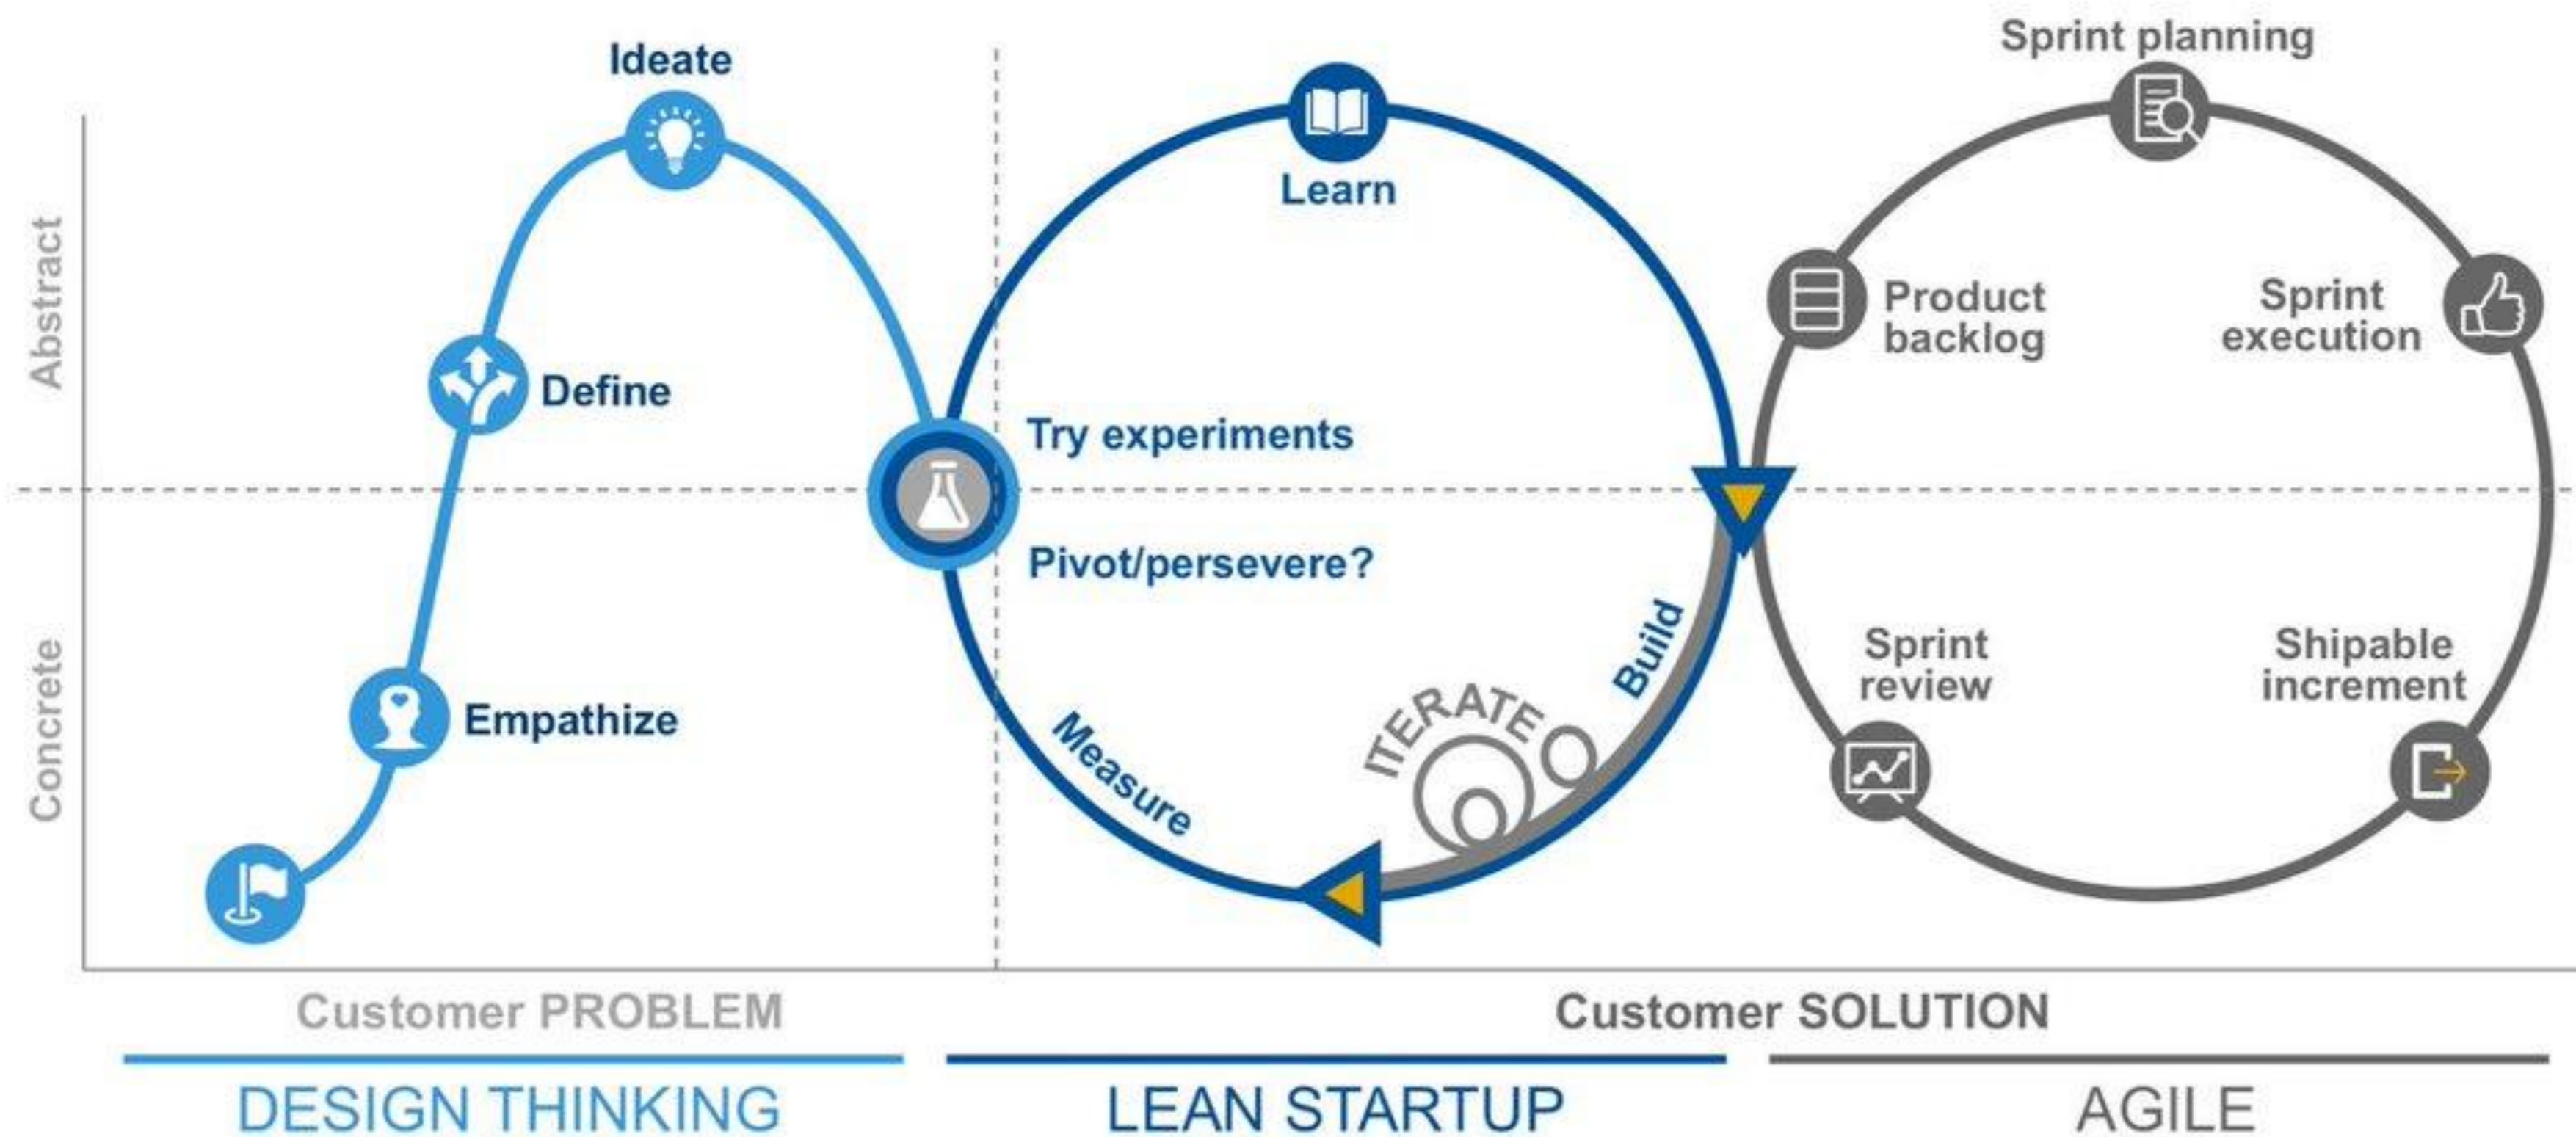 Ideate
Define
Empathize
Abstract
Concrete
Learn
Try experiments
Pivot/persevere?
Measure
ITERATE
Build
Sprint planning
Product
backlog
Sprint
execution
Sprint
review
Shipable
increment
Customer PROBLEM
Customer SOLUTION
DESIGN THINKING
LEAN STARTUP
AGILE